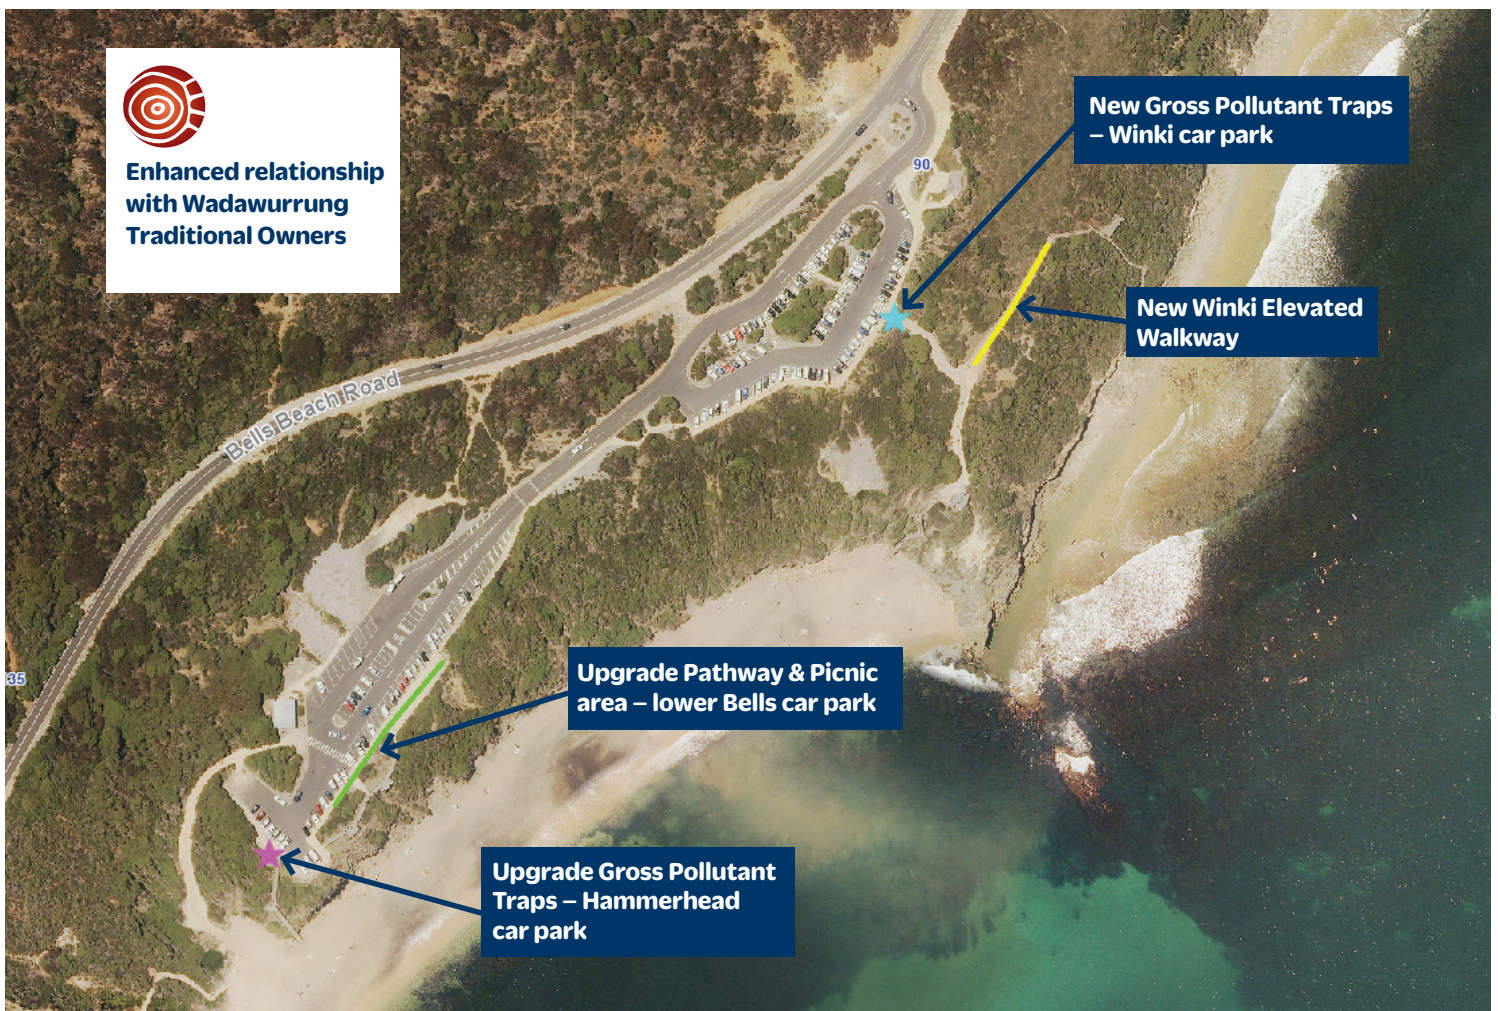 Enhanced relationship
with Wadawurrung
Traditional Owners
New Gross Pollutant Traps
– Winki car park
90
New Winki Elevated
Walkway
Bells Beach Road
35
Upgrade Pathway & Picnic
area – lower Bells car park
Upgrade Gross Pollutant
Traps – Hammerhead
car park